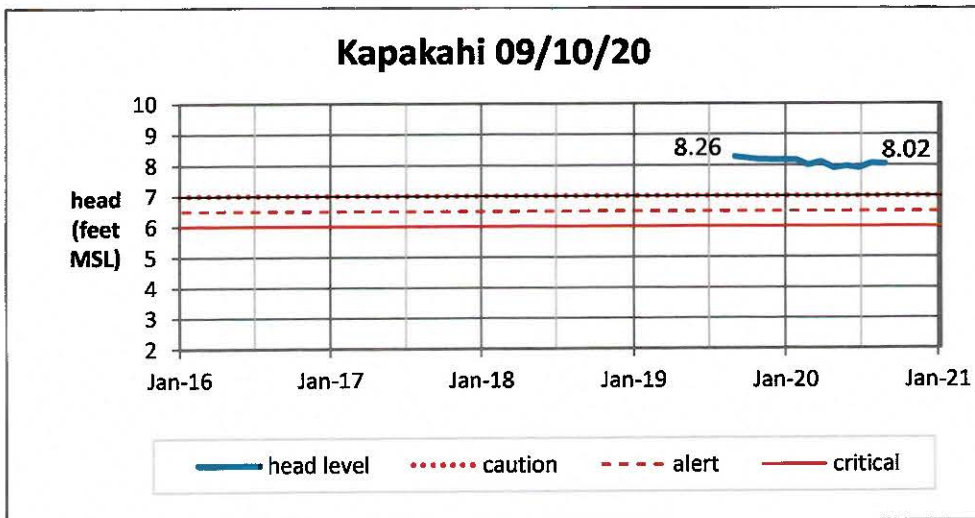 Kapakahi 09/10/20
10
9
8
7
6
5
4
3
2
head
(feet
MSL)
8.26
8.02
Jan-16 Jan-17 Jan-18 Jan-19 Jan-20 Jan-21
head level caution alert critical